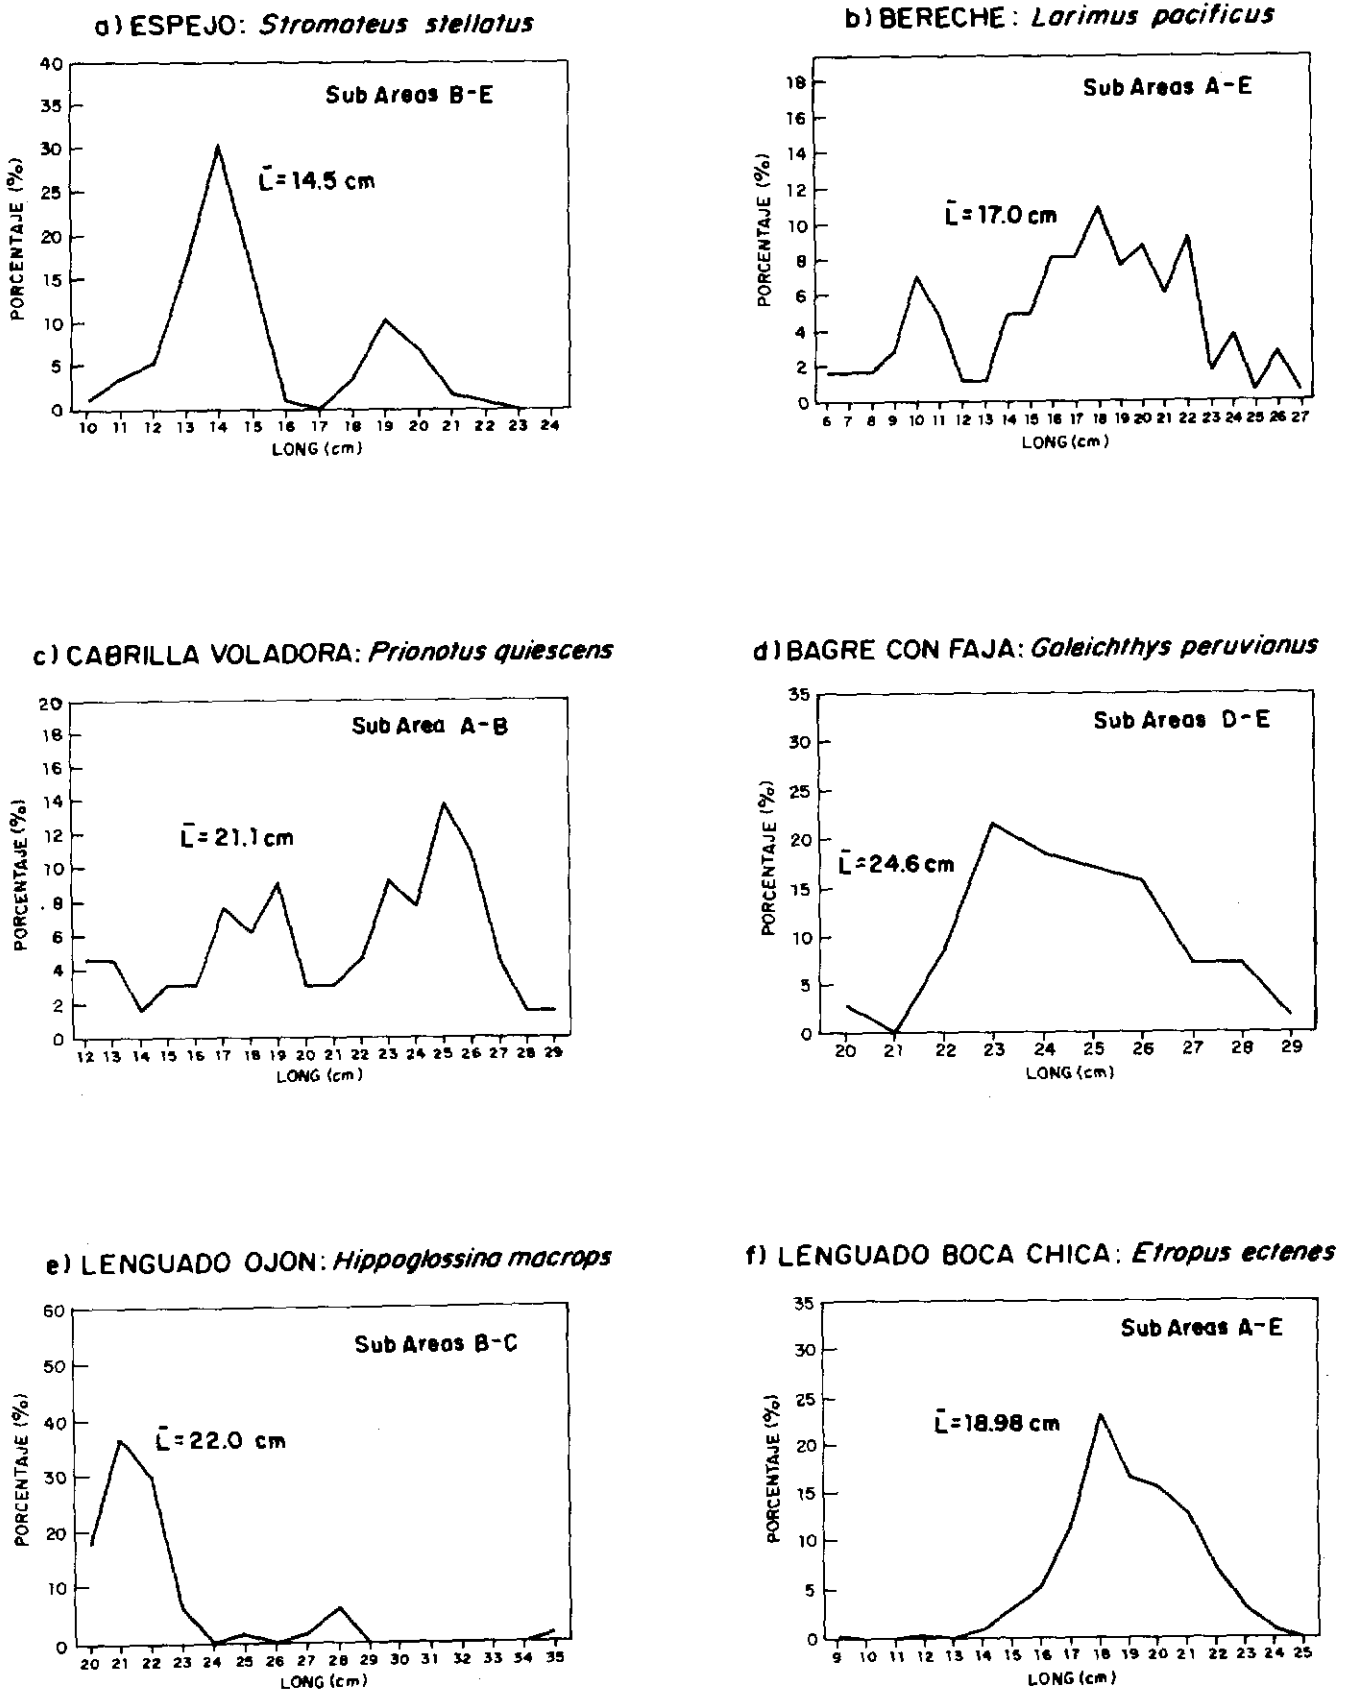 a) ESPEJO: Stromateus stellatus
40
35
30
25
20
15
10
5
0
PORCENTAJE (%)
Sub Areas B-E
L̄=14.5 cm
10 11 12 13 14 15 16 17 18 19 20 21 22 23 24
LONG (cm)
b) BERECHE: Larimus pacificus
18
16
14
12
10
8
6
4
2
0
PORCENTAJE (%)
Sub Areas A-E
L̄=17.0 cm
6 7 8 9 10 11 12 13 14 15 16 17 18 19 20 21 22 23 24 25 26 27
LONG (cm)
c) CABRILLA VOLADORA: Prionotus quiescens
20
18
16
14
12
10
8
6
4
2
0
PORCENTAJE (%)
Sub Area A-B
L̄=21.1 cm
12 13 14 15 16 17 18 19 20 21 22 23 24 25 26 27 28 29
LONG (cm)
d) BAGRE CON FAJA: Galeichthys peruvianus
35
30
25
20
15
10
5
0
PORCENTAJE (%)
Sub Areas D-E
L̄=24.6 cm
20 21 22 23 24 25 26 27 28 29
LONG (cm)
e) LENGUADO OJON: Hippoglossina macrops
60
50
40
30
20
10
0
PORCENTAJE (%)
Sub Areas B-C
L̄=22.0 cm
20 21 22 23 24 25 26 27 28 29 30 31 32 33 34 35
LONG (cm)
f) LENGUADO BOCA CHICA: Etropus ectenes
35
30
25
20
15
10
5
0
PORCENTAJE (%)
Sub Areas A-E
L̄=18.98 cm
9 10 11 12 13 14 15 16 17 18 19 20 21 22 23 24 25
LONG (cm)